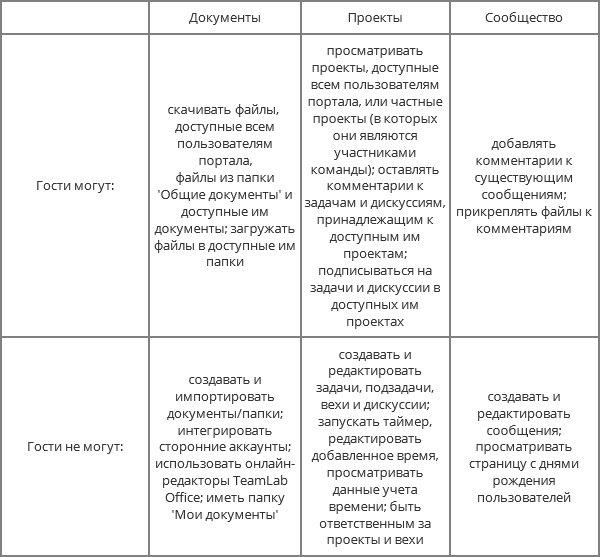 Документы
Проекты
Сообщество
Гости могут:
скачивать файлы,
доступные всем
пользователям
портала,
файлы из папки
'Общие документы' и
доступные им
документы; загружать
файлы в доступные им
папки
просматривать
проекты, доступные
всем пользователям
портала, или частные
проекты (в которых
они являются
участниками
команды); оставлять
комментарии к
задачам и дискуссиям,
принадлежащим к
доступным им
проектам;
подписываться на
задачи и дискуссии в
доступных им
проектах
добавлять
комментарии к
существующим
сообщениям;
прикреплять файлы к
комментариям
Гости не могут:
создавать и
импортировать
документы/папки;
интегрировать
сторонние аккаунты;
использовать онлайн-
редакторы TeamLab
Office; иметь папку
'Мои документы'
создавать и
редактировать
задачи, подзадачи,
вехи и дискуссии;
запускать таймер,
редактировать
добавленное время,
просматривать
данные учета
времени; быть
ответственным за
проекты и вехи
создавать и
редактировать
сообщения;
просматривать
страницу с днями
рождения
пользователей